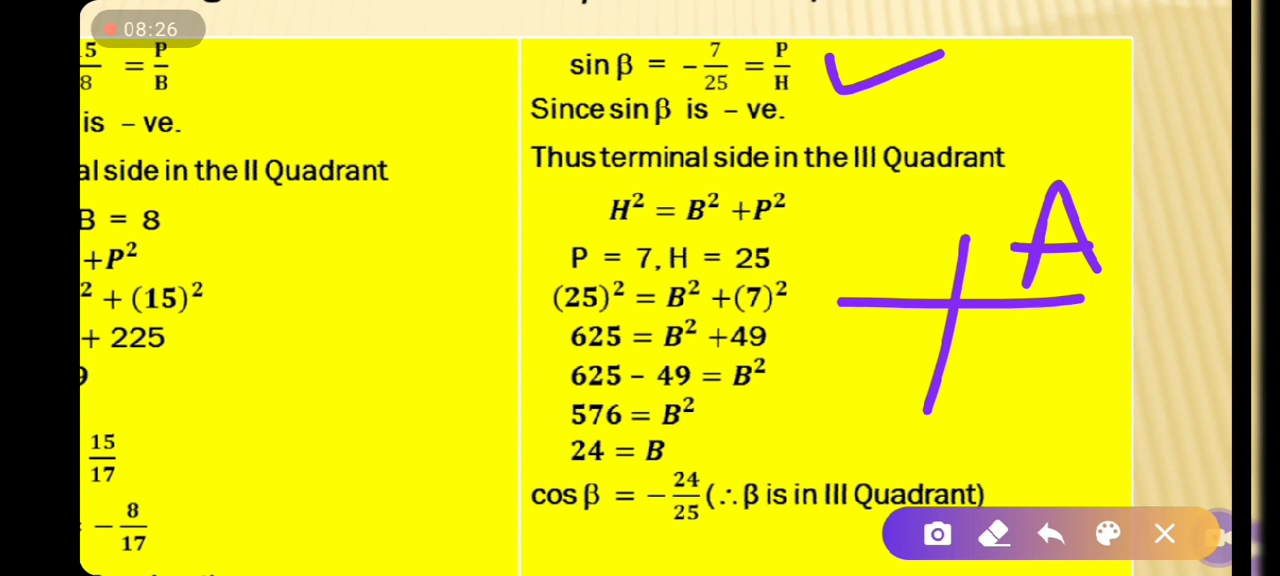 08:26
15/8 = P/B
is – ve.
al side in the II Quadrant
B = 8
+P²
² + (15)²
+ 225
9
15/17
– 8/17
sin β = – 7/25 = P/H
Since sin β is – ve.
Thus terminal side in the III Quadrant
H² = B² +P²
P = 7, H = 25
(25)² = B² +(7)²
625 = B² +49
625 – 49 = B²
576 = B²
24 = B
cos β = – 24/25 (∴ β is in III Quadrant)
A